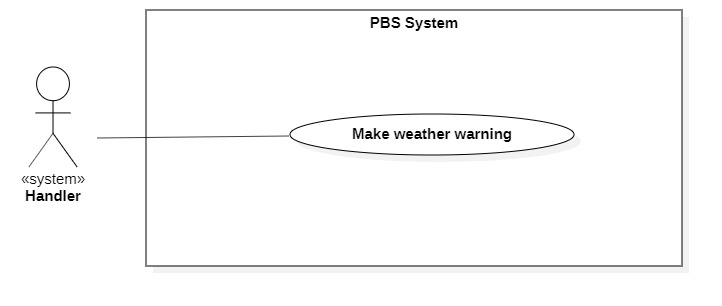 PBS System
Make weather warning
«system»
Handler